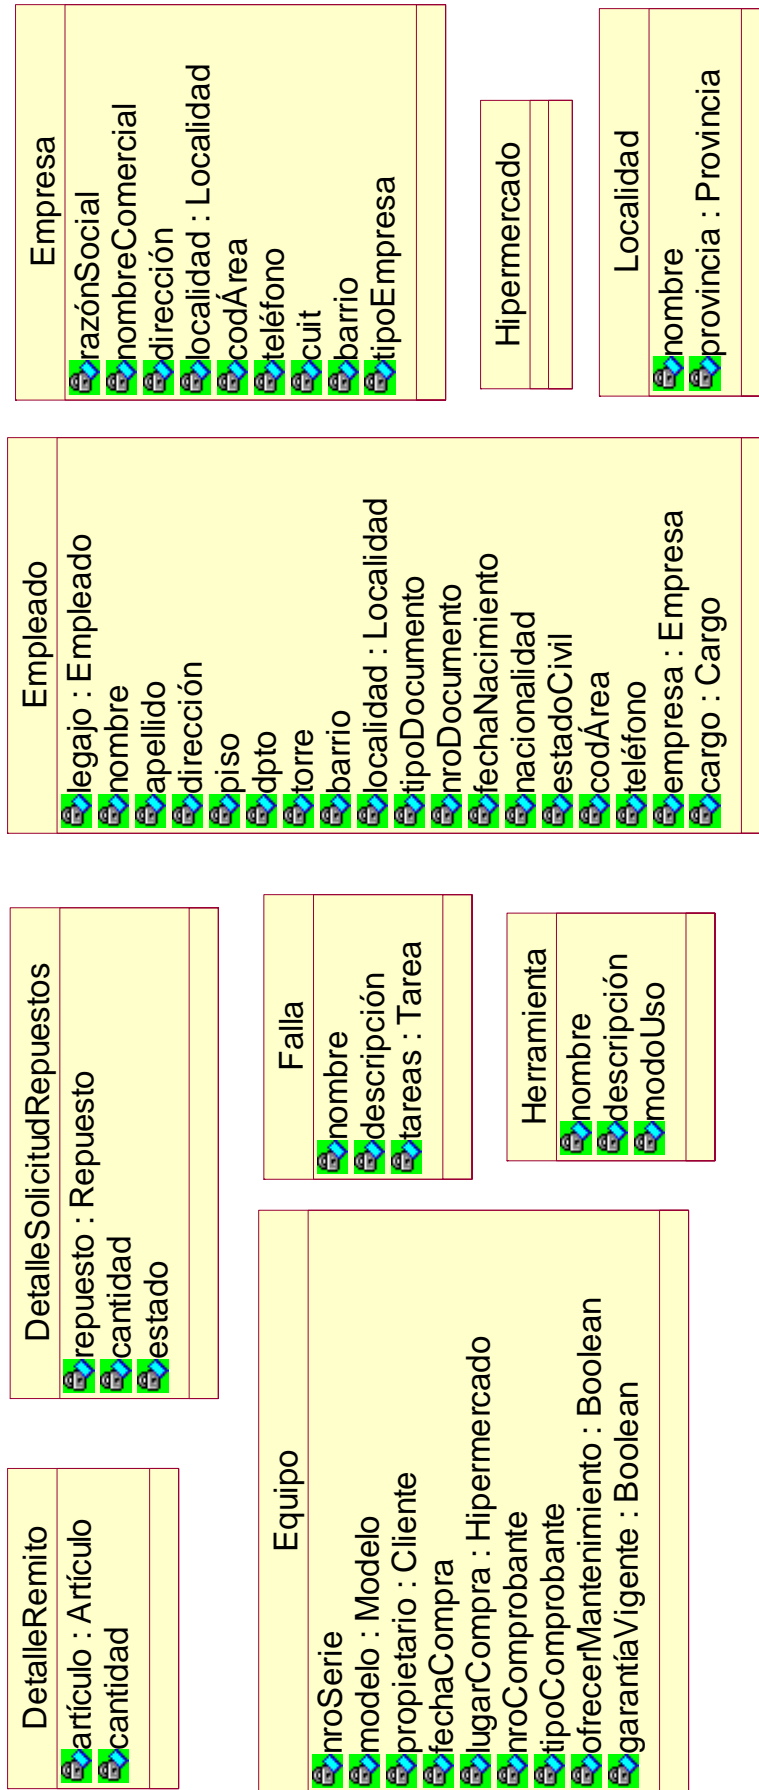 DetalleRemito
artículo : Artículo
cantidad
DetalleSolicitudRepuestos
repuesto : Repuesto
cantidad
estado
Empleado
legajo : Empleado
nombre
apellido
dirección
piso
dpto
torre
barrio
localidad : Localidad
tipoDocumento
nroDocumento
fechaNacimiento
nacionalidad
estadoCivil
codÁrea
teléfono
empresa : Empresa
cargo : Cargo
Empresa
razónSocial
nombreComercial
dirección
localidad : Localidad
codÁrea
teléfono
cuit
barrio
tipoEmpresa
Equipo
nroSerie
modelo : Modelo
propietario : Cliente
fechaCompra
lugarCompra : Hipermercado
nroComprobante
tipoComprobante
ofrecerMantenimiento : Boolean
garantíaVigente : Boolean
Falla
nombre
descripción
tareas : Tarea
Herramienta
nombre
descripción
modoUso
Hipermercado
Localidad
nombre
provincia : Provincia